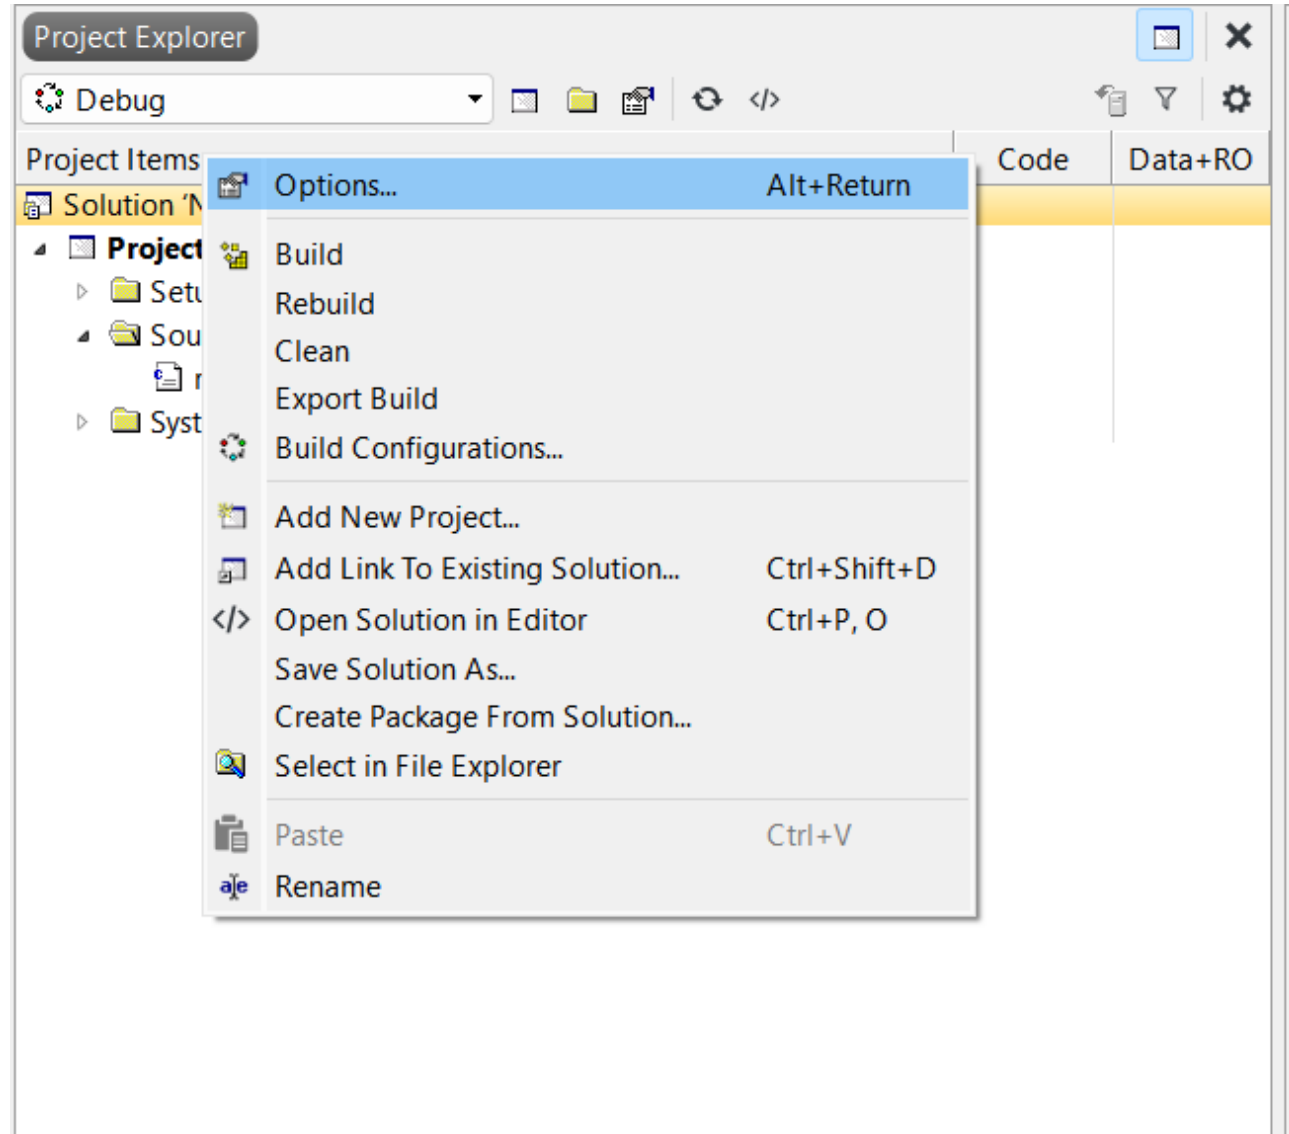 Project Explorer
Debug
Project Items Code Data+RO
Solution
Project
Options... Alt+Return
Build
Rebuild
Clean
Export Build
Build Configurations...
Add New Project...
Add Link To Existing Solution... Ctrl+Shift+D
Open Solution in Editor Ctrl+P, O
Save Solution As...
Create Package From Solution...
Select in File Explorer
Paste Ctrl+V
Rename